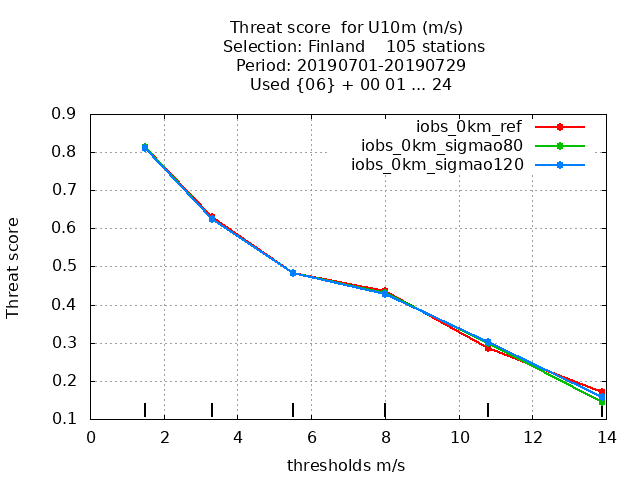 Threat score  for U10m (m/s)
Selection: Finland    105 stations
Period: 20190701-20190729
Used {06} + 00 01 ... 24
iobs_0km_ref
iobs_0km_sigmao80
iobs_0km_sigmao120
Threat score
0.9
0.8
0.7
0.6
0.5
0.4
0.3
0.2
0.1
0 2 4 6 8 10 12 14
thresholds m/s